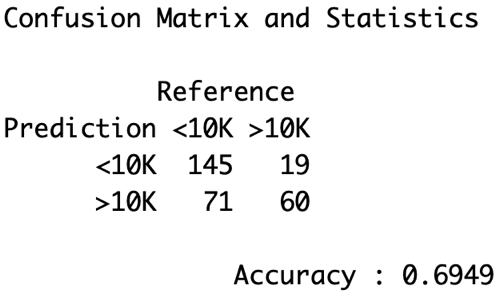 Confusion Matrix and Statistics
Reference
Prediction <10K >10K
<10K 145 19
>10K 71 60
Accuracy : 0.6949